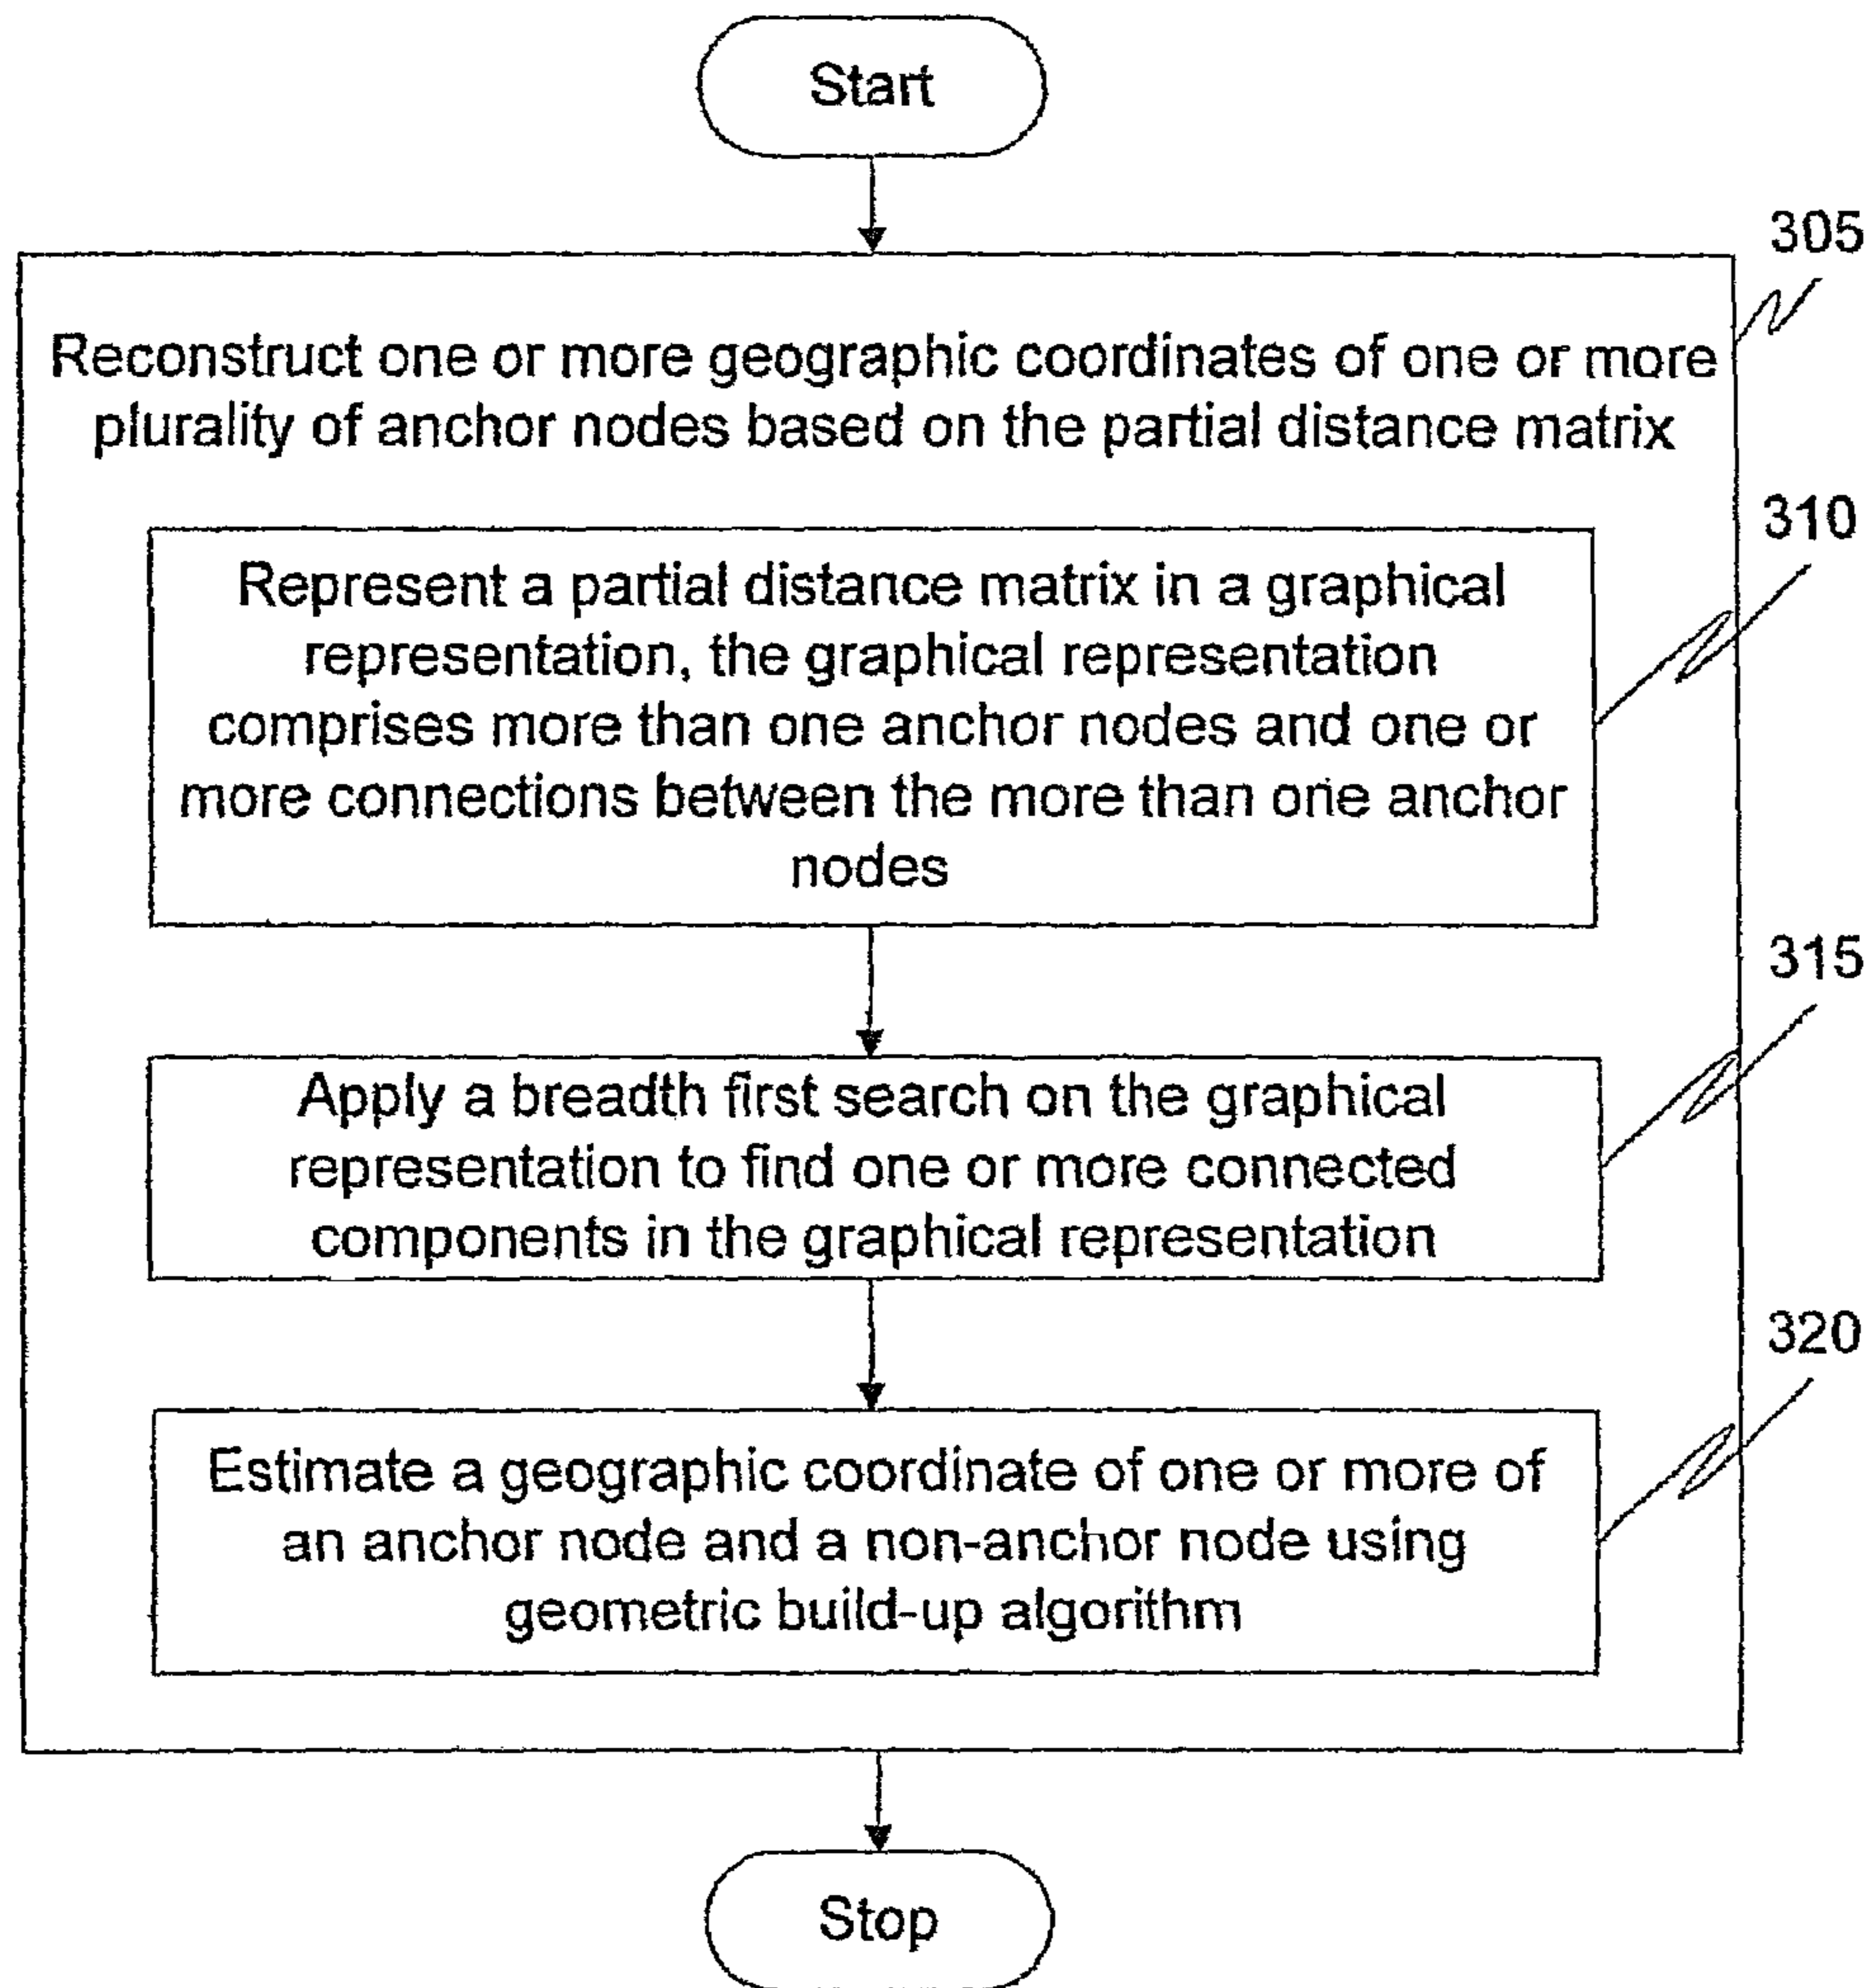 Start
305
Reconstruct one or more geographic coordinates of one or more
plurality of anchor nodes based on the partial distance matrix
310
Represent a partial distance matrix in a graphical
representation, the graphical representation
comprises more than one anchor nodes and one or
more connections between the more than one anchor
nodes
315
Apply a breadth first search on the graphical
representation to find one or more connected
components in the graphical representation
320
Estimate a geographic coordinate of one or more of
an anchor node and a non-anchor node using
geometric build-up algorithm
Stop